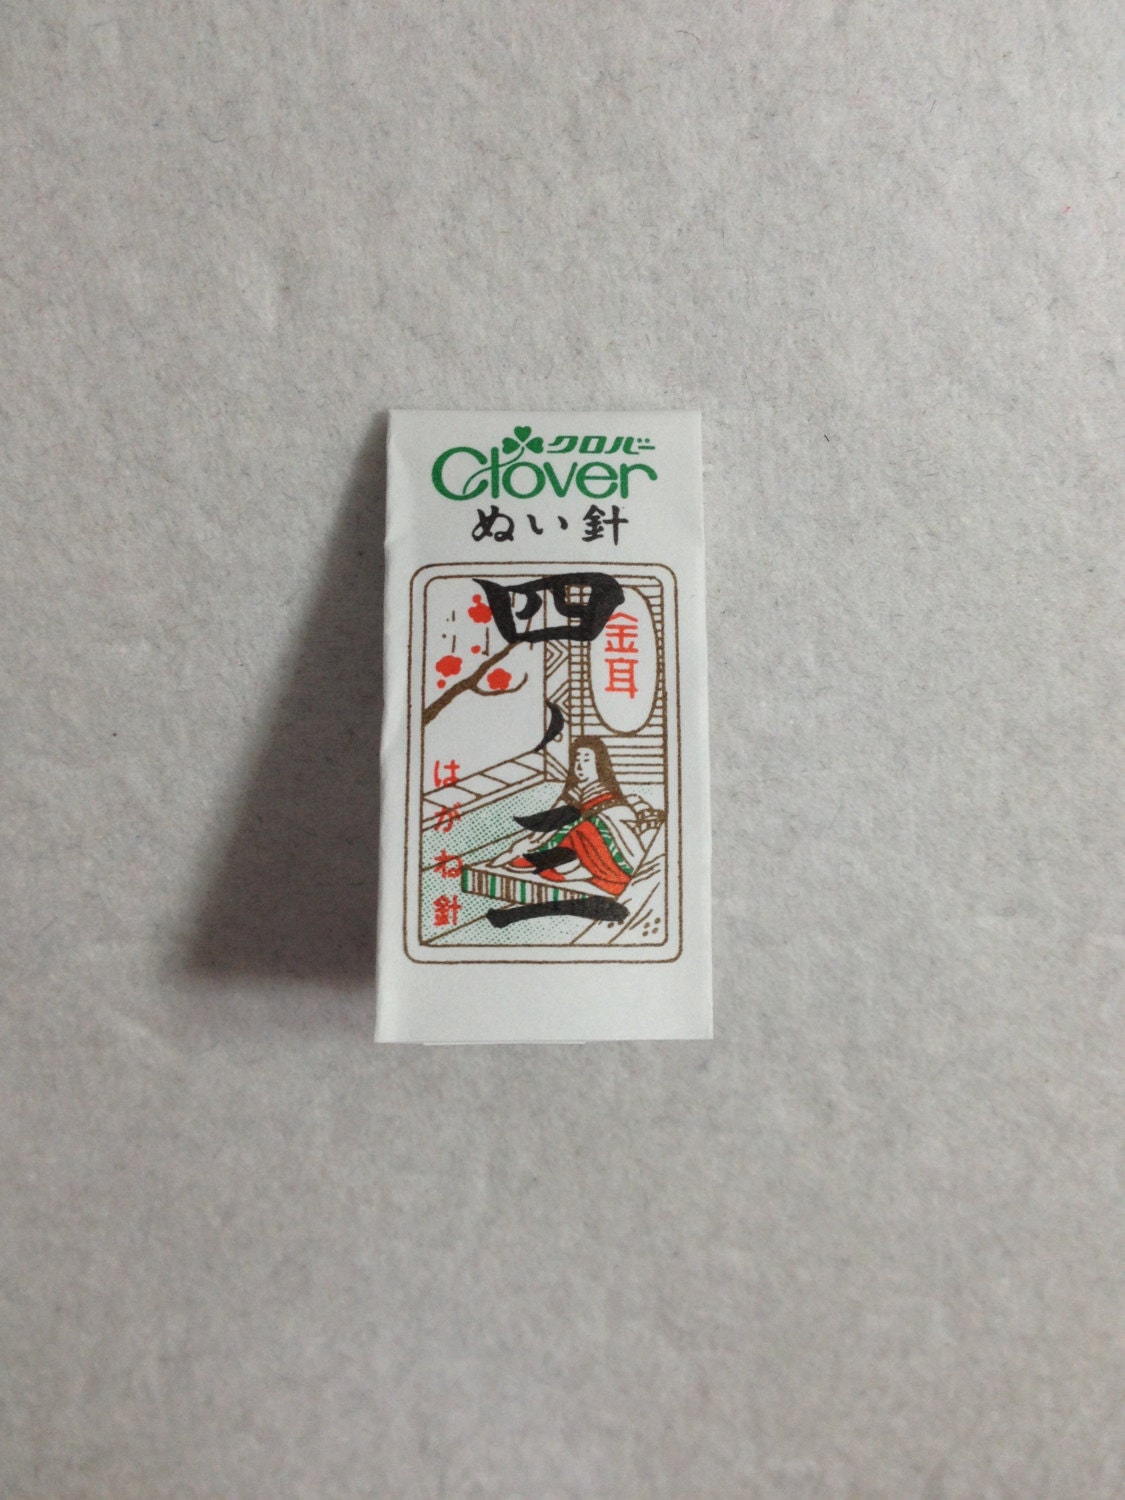 クロバー
Clover
ぬい針
四ノ三
金耳
はがね針